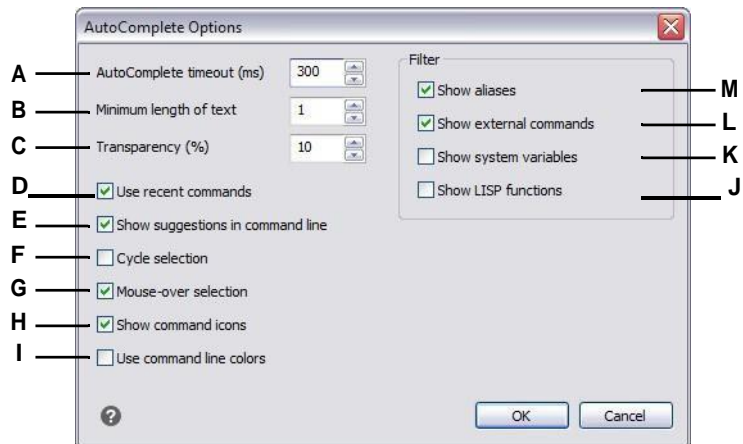 AutoComplete Options
A AutoComplete timeout (ms) 300
B Minimum length of text 1
C Transparency (%) 10
D Use recent commands
E Show suggestions in command line
F Cycle selection
G Mouse-over selection
H Show command icons
I Use command line colors
Filter
Show aliases M
Show external commands L
Show system variables K
Show LISP functions J
?
OK Cancel